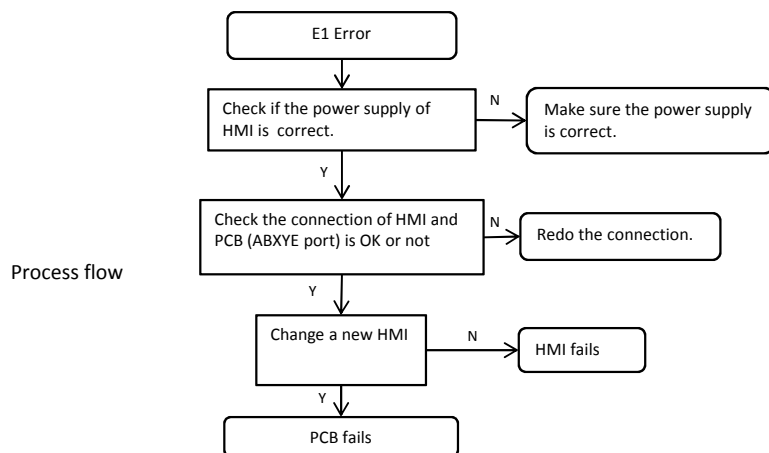 E1 Error
Check if the power supply of
HMI is correct.
N
Make sure the power supply
is correct.
Y
Check the connection of HMI and
PCB (ABXYE port) is OK or not
N
Redo the connection.
Process flow
Y
Change a new HMI
N
HMI fails
Y
PCB fails